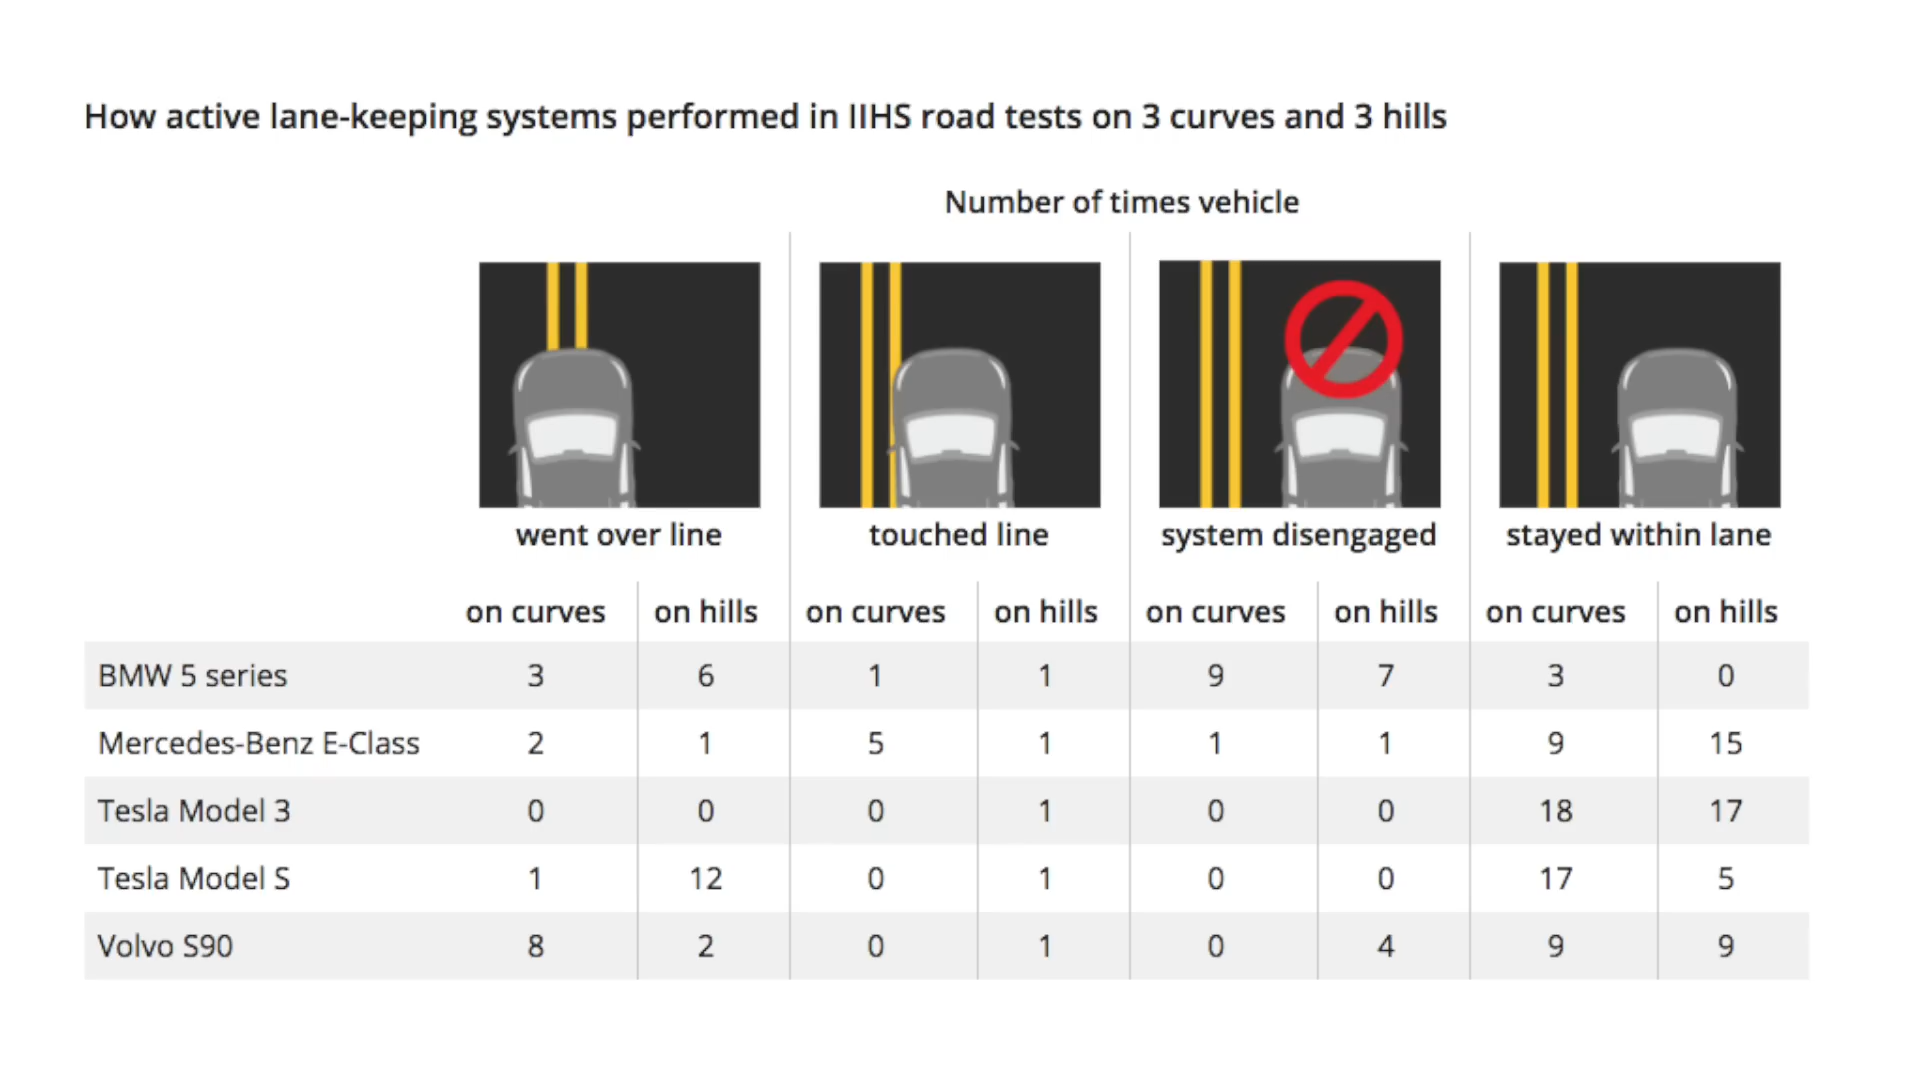 How active lane-keeping systems performed in IIHS road tests on 3 curves and 3 hills
Number of times vehicle
went over line touched line system disengaged stayed within lane
on curves on hills on curves on hills on curves on hills on curves on hills
BMW 5 series 3 6 1 1 9 7 3 0
Mercedes-Benz E-Class 2 1 5 1 1 1 9 15
Tesla Model 3 0 0 0 1 0 0 18 17
Tesla Model S 1 12 0 1 0 0 17 5
Volvo S90 8 2 0 1 0 4 9 9